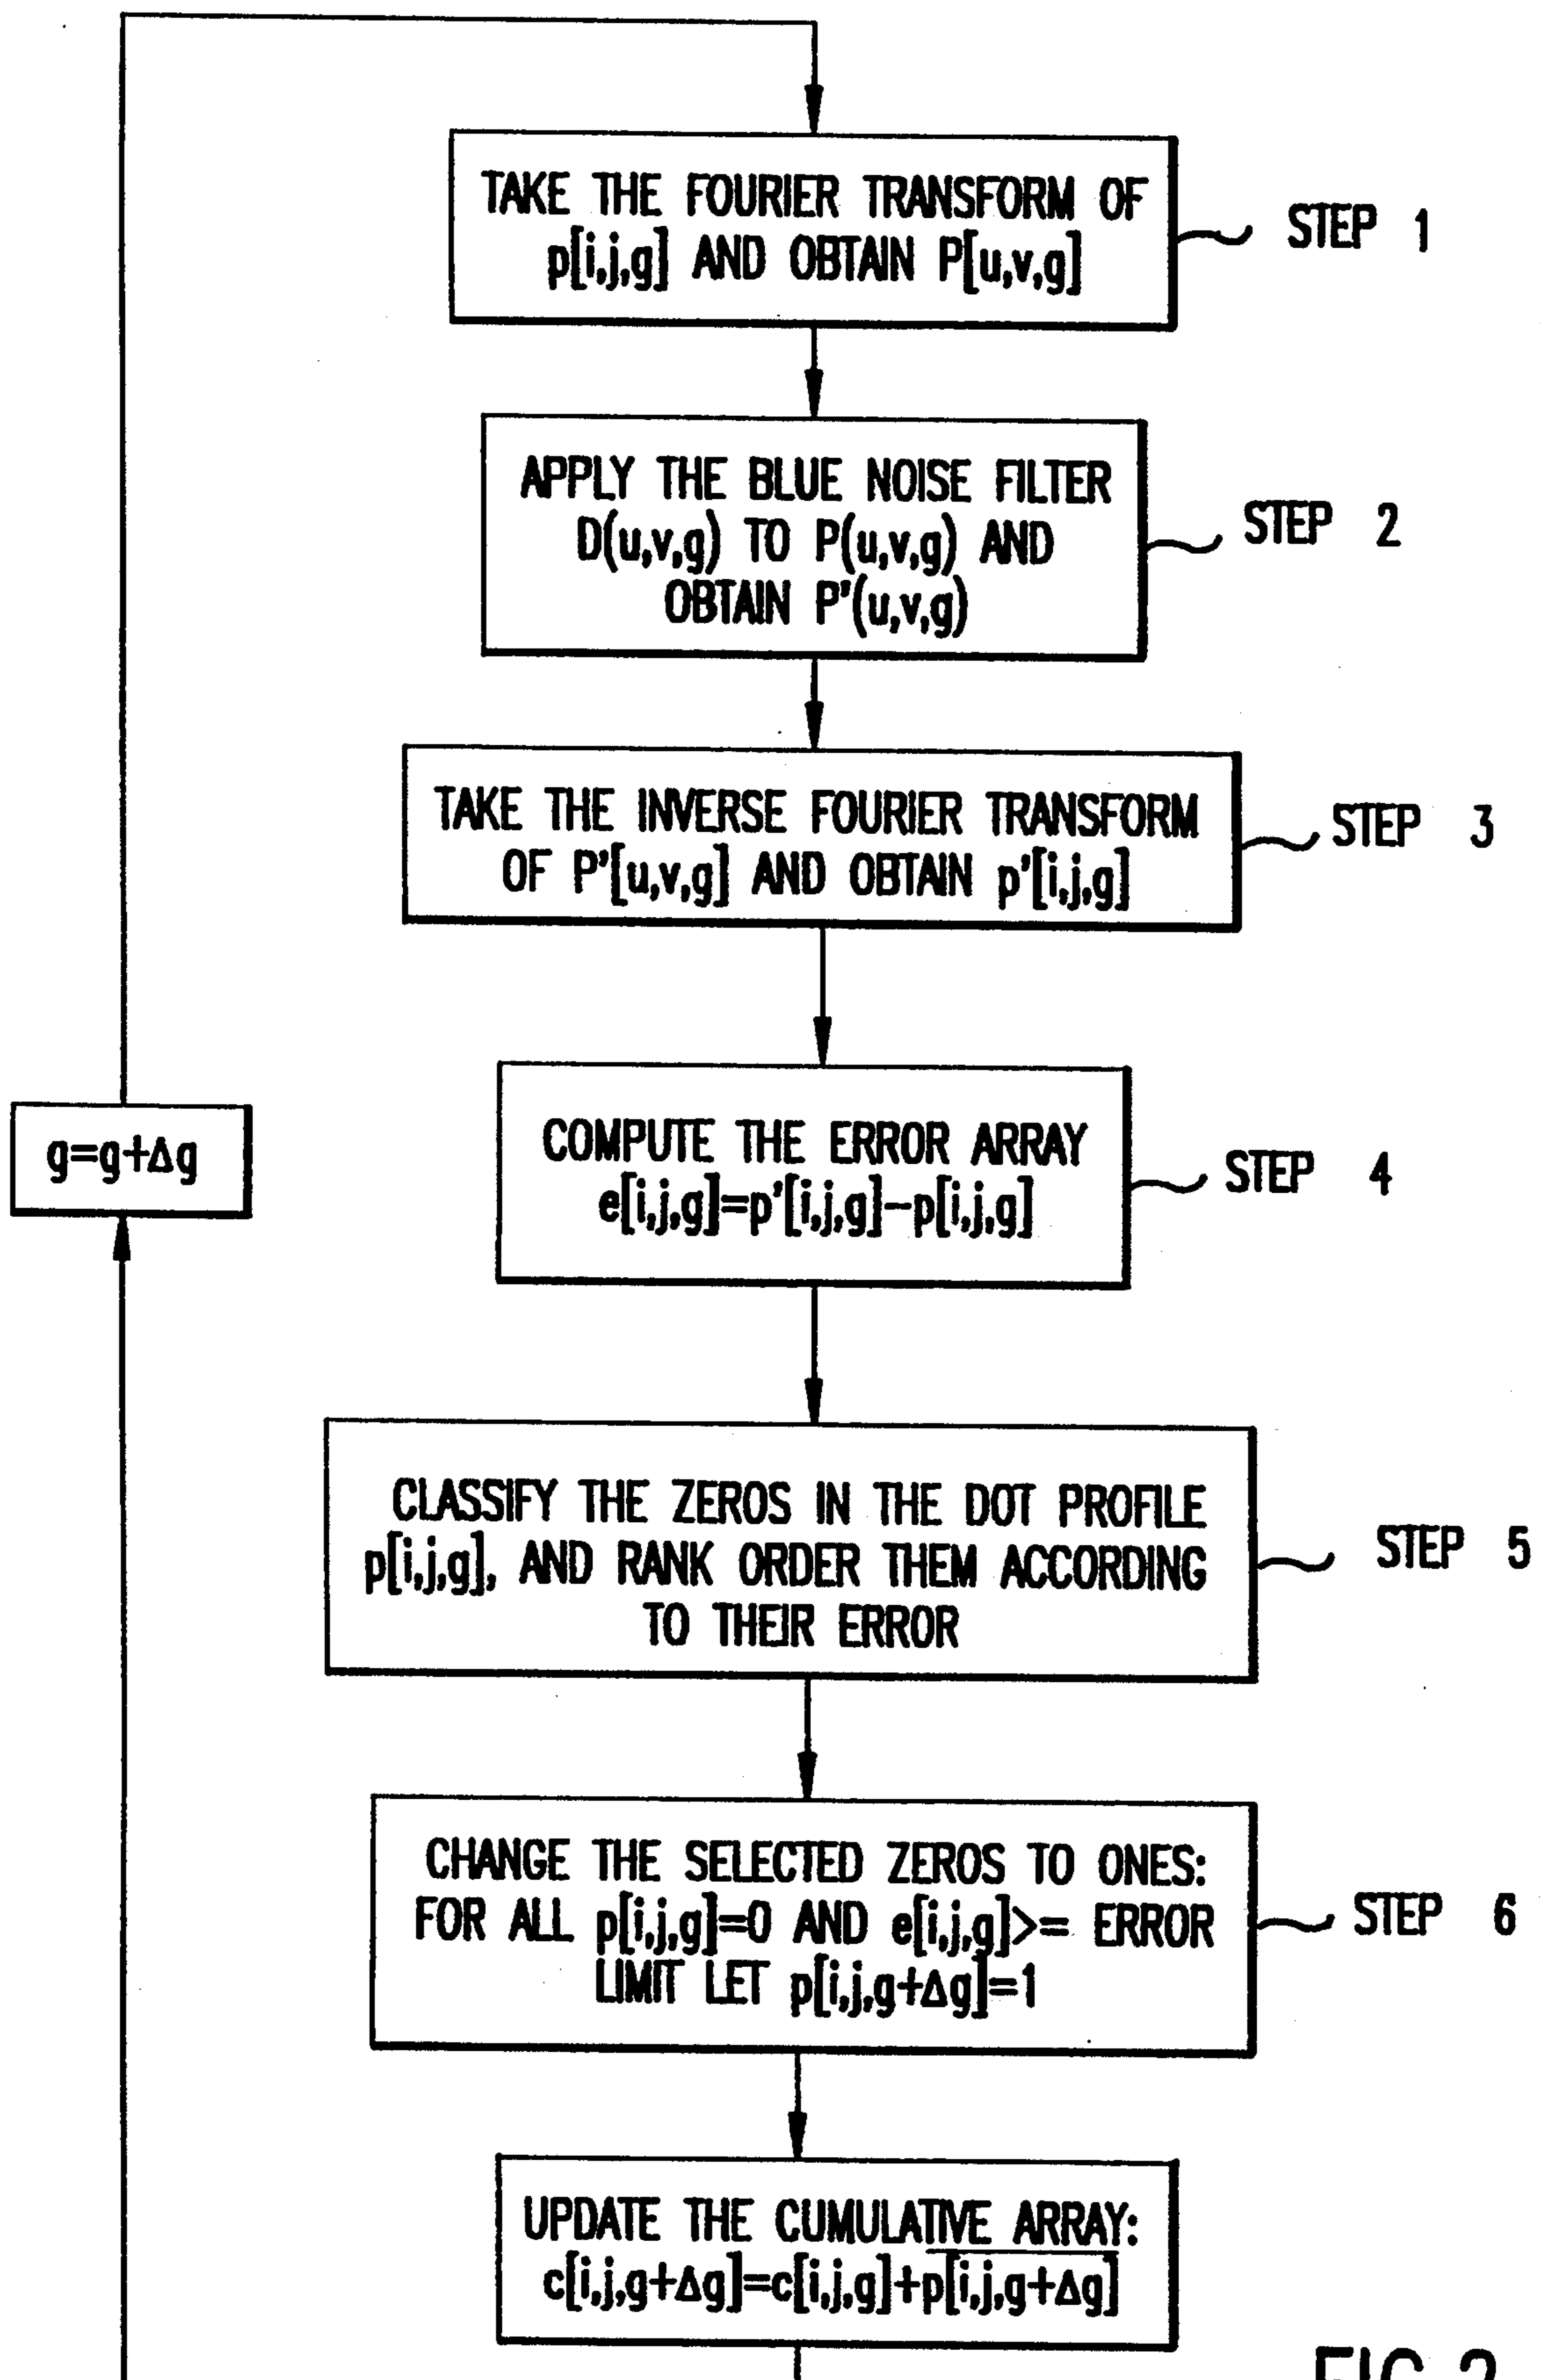 TAKE THE FOURIER TRANSFORM OF
p[i,j,g] AND OBTAIN P[u,v,g]
STEP 1
APPLY THE BLUE NOISE FILTER
D(u,v,g) TO P(u,v,g) AND
OBTAIN P'(u,v,g)
STEP 2
TAKE THE INVERSE FOURIER TRANSFORM
OF P'[u,v,g] AND OBTAIN p'[i,j,g]
STEP 3
g=g+Δg
COMPUTE THE ERROR ARRAY
e[i,j,g]=p'[i,j,g]−p[i,j,g]
STEP 4
CLASSIFY THE ZEROS IN THE DOT PROFILE
p[i,j,g], AND RANK ORDER THEM ACCORDING
TO THEIR ERROR
STEP 5
CHANGE THE SELECTED ZEROS TO ONES:
FOR ALL p[i,j,g]=0 AND e[i,j,g]>= ERROR
LIMIT LET p[i,j,g+Δg]=1
STEP 6
UPDATE THE CUMULATIVE ARRAY:
c[i,j,g+Δg]=c[i,j,g]+p̅[̅i̅,̅j̅,̅g̅+̅Δ̅g̅]̅
FIG.2